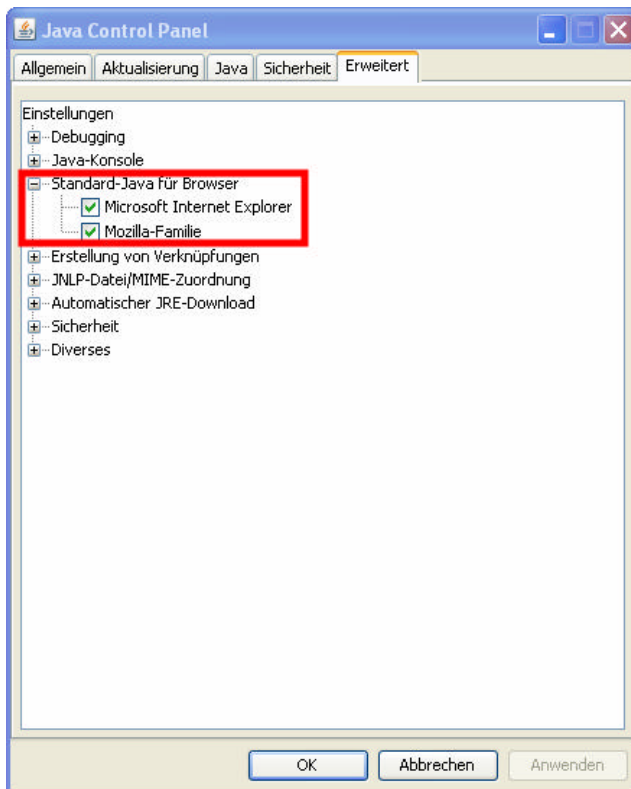 Java Control Panel
Allgemein Aktualisierung Java Sicherheit Erweitert
Einstellungen
Debugging
Java-Konsole
Standard-Java für Browser
Microsoft Internet Explorer
Mozilla-Familie
Erstellung von Verknüpfungen
JNLP-Datei/MIME-Zuordnung
Automatischer JRE-Download
Sicherheit
Diverses
OK Abbrechen Anwenden